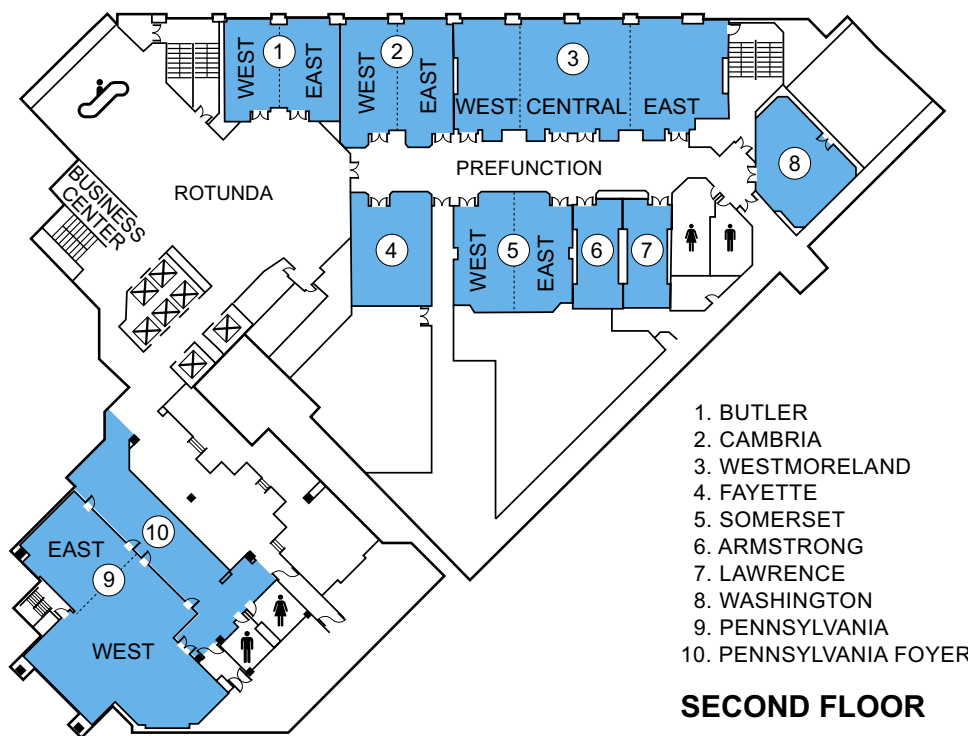 1
2
3
WEST
EAST
WEST
EAST
WEST
CENTRAL
EAST
PREFUNCTION
8
ROTUNDA
BUSINESS
CENTER
4
WEST
5
EAST
6
7
10
EAST
9
WEST
1. BUTLER
2. CAMBRIA
3. WESTMORELAND
4. FAYETTE
5. SOMERSET
6. ARMSTRONG
7. LAWRENCE
8. WASHINGTON
9. PENNSYLVANIA
10. PENNSYLVANIA FOYER
SECOND FLOOR